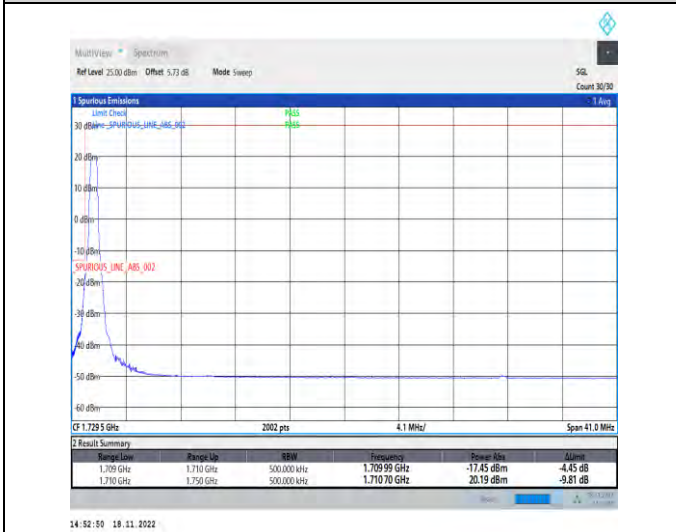 MultiView Spectrum
Ref Level 25.00 dBm Offset 5.73 dB Mode Sweep SGL
Count 30/30
1 Spurious Emissions 1 Avg
Limit Check PASS
30 dBm Line _SPURIOUS_LINE_ABS_002 PASS
20 dBm
10 dBm
0 dBm
-10 dBm
_SPURIOUS_LINE_ABS_002
-20 dBm
-30 dBm
-40 dBm
-50 dBm
-60 dBm
CF 1.729 5 GHz 2002 pts 4.1 MHz/ Span 41.0 MHz
2 Result Summary
Range Low Range Up RBW Frequency Power Abs ΔLimit
1.709 GHz 1.710 GHz 500.000 kHz 1.709 99 GHz -17.45 dBm -4.45 dB
1.710 GHz 1.750 GHz 500.000 kHz 1.710 70 GHz 20.19 dBm -9.81 dB
14:52:50 18.11.2022